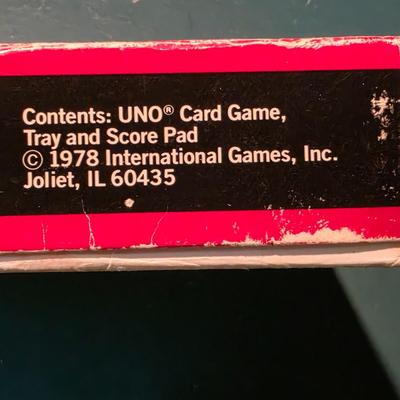 Contents: UNO® Card Game,
Tray and Score Pad
© 1978 International Games, Inc.
Joliet, IL 60435